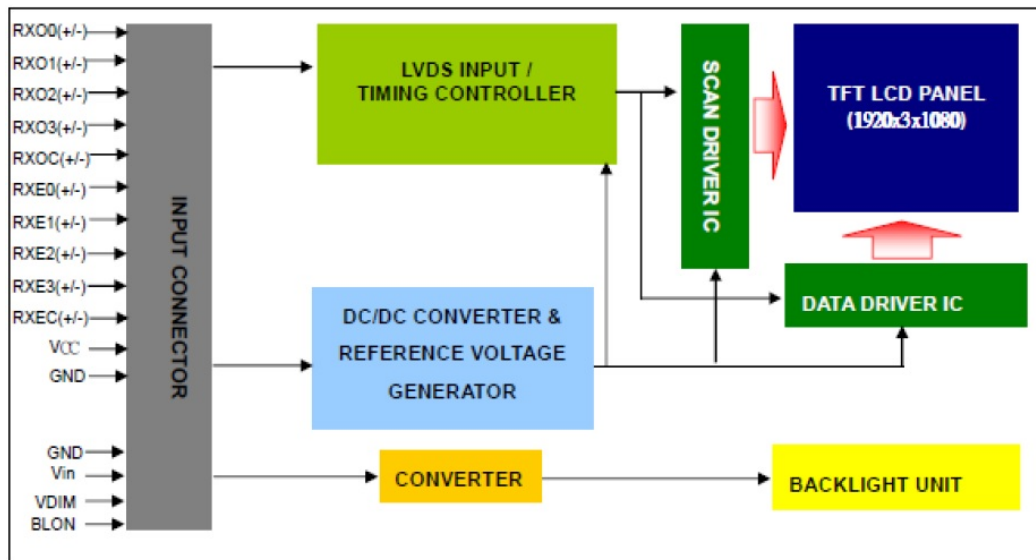 RXO0(+/-)
RXO1(+/-)
RXO2(+/-)
RXO3(+/-)
RXOC(+/-)
RXE0(+/-)
RXE1(+/-)
RXE2(+/-)
RXE3(+/-)
RXEC(+/-)
VCC
GND
GND
Vin
VDIM
BLON
INPUT CONNECTOR
LVDS INPUT /
TIMING CONTROLLER
DC/DC CONVERTER &
REFERENCE VOLTAGE
GENERATOR
CONVERTER
SCAN DRIVER IC
TFT LCD PANEL
(1920x3x1080)
DATA DRIVER IC
BACKLIGHT UNIT